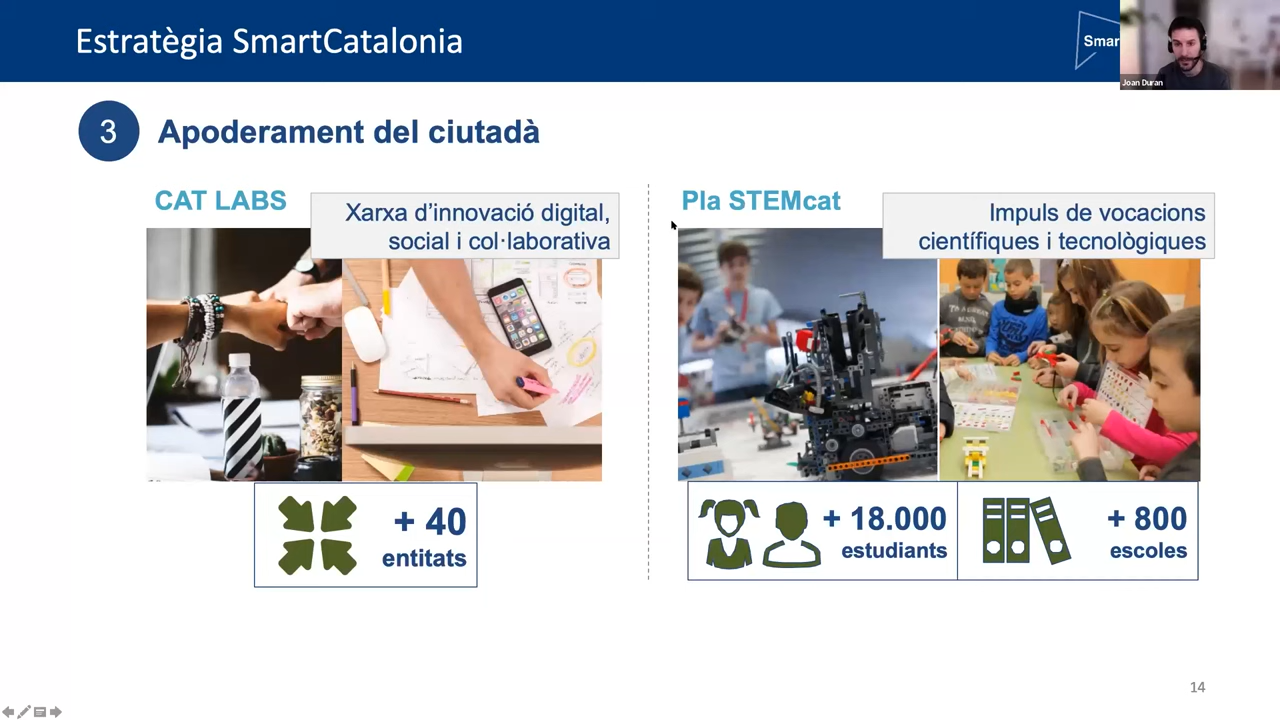 Estratègia SmartCatalonia
Smar
Joan Duran
3
Apoderament del ciutadà
CAT LABS
Xarxa d’innovació digital,
social i col·laborativa
+ 40
entitats
Pla STEMcat
Impuls de vocacions
científiques i tecnològiques
+ 18.000
estudiants
+ 800
escoles
14